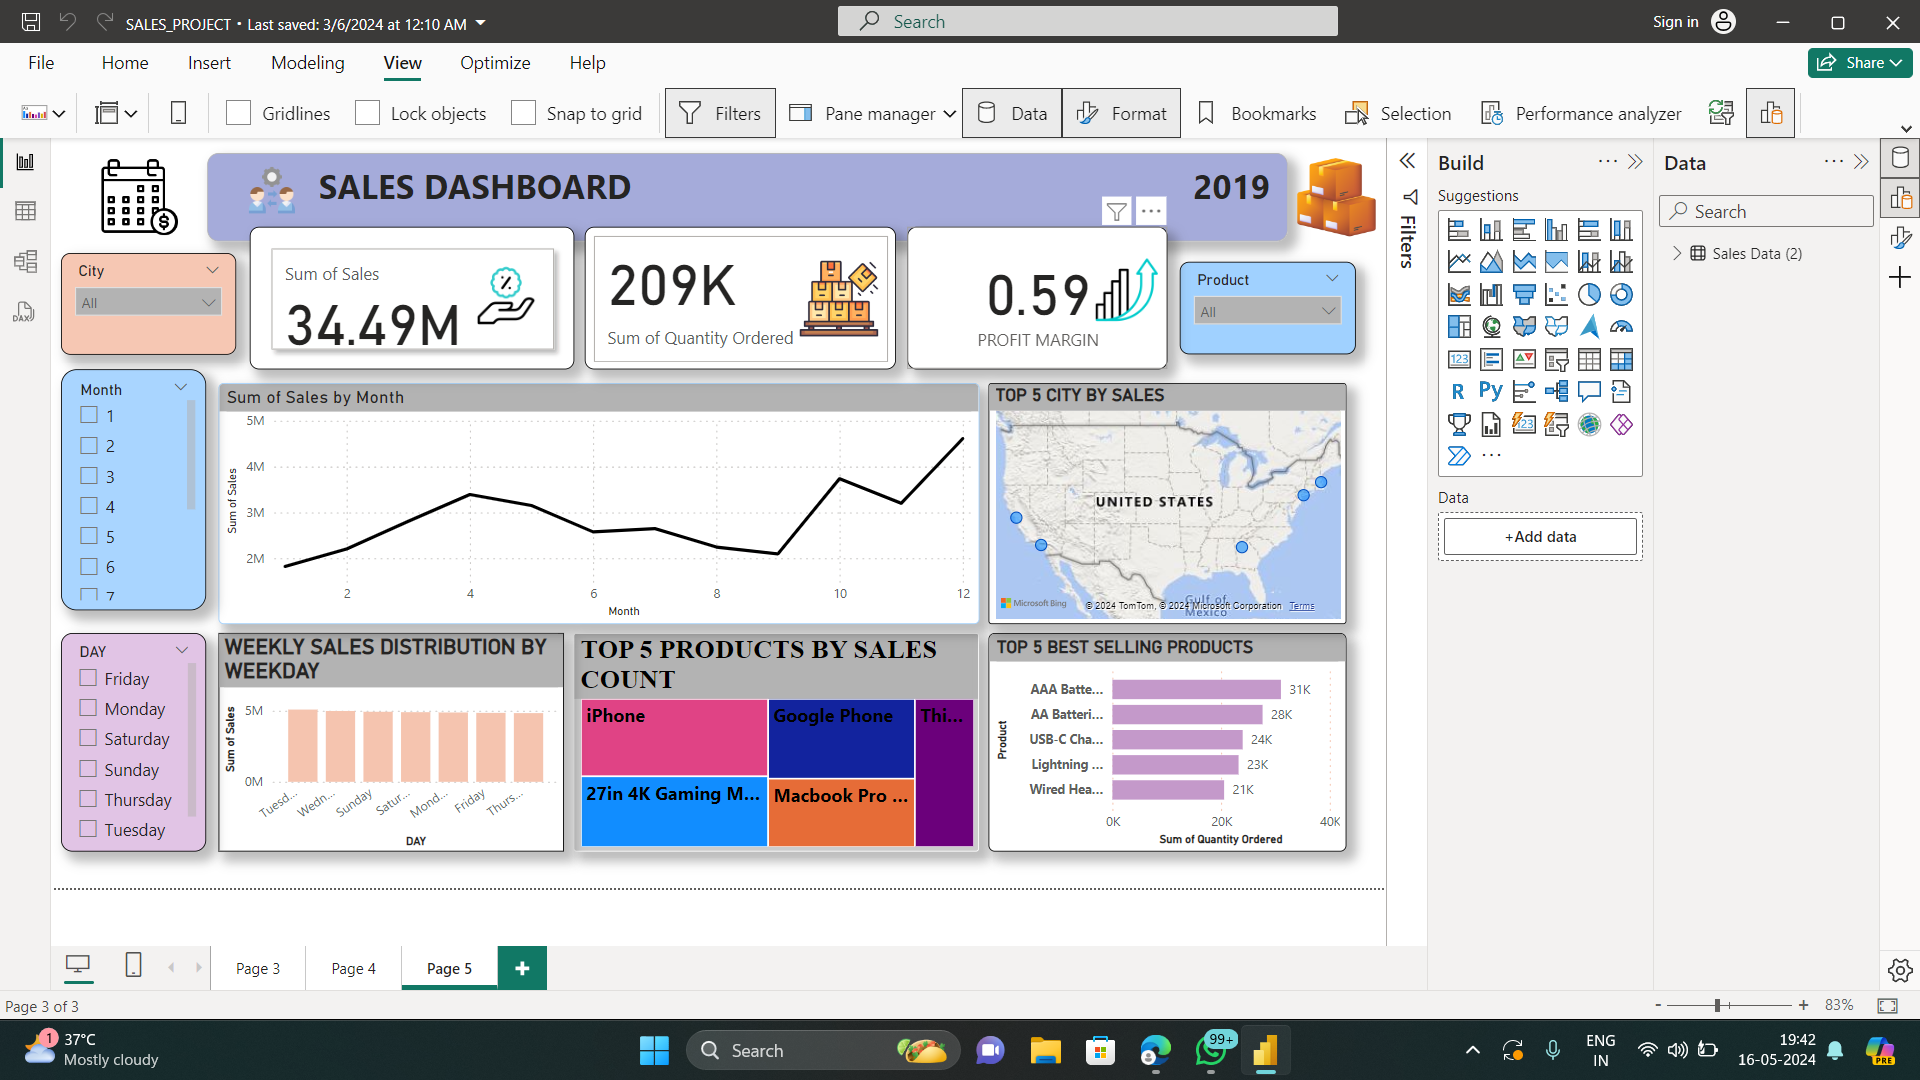 SALES_PROJECT • Last saved: 3/6/2024 at 12:10 AM
Search
Sign in
File
Home
Insert
Modeling
View
Optimize
Help
Share
Gridlines
Lock objects
Snap to grid
Filters
Pane manager
Data
Format
Bookmarks
Selection
Performance analyzer
SALES DASHBOARD
2019
City
All
Sum of Sales
34.49M
209K
Sum of Quantity Ordered
0.59
PROFIT MARGIN
Product
All
Month
1
2
3
4
5
6
7
Sum of Sales by Month
5M
4M
3M
2M
Sum of Sales
2
4
6
8
10
12
Month
TOP 5 CITY BY SALES
UNITED STATES
Gulf of
Mexico
Microsoft Bing
© 2024 TomTom, © 2024 Microsoft Corporation
Terms
DAY
Friday
Monday
Saturday
Sunday
Thursday
Tuesday
WEEKLY SALES DISTRIBUTION BY
WEEKDAY
Sum of Sales
5M
0M
Tuesd...
Wedn...
Sunday
Satur...
Mond...
Friday
Thurs...
DAY
TOP 5 PRODUCTS BY SALES
COUNT
iPhone
Google Phone
Thi...
27in 4K Gaming M...
Macbook Pro ...
TOP 5 BEST SELLING PRODUCTS
Product
AAA Batte...
31K
AA Batteri...
28K
USB-C Cha...
24K
Lightning ...
23K
Wired Hea...
21K
0K
20K
40K
Sum of Quantity Ordered
Filters
Build
Suggestions
123
R
Py
123
Data
+Add data
Data
Search
Sales Data (2)
DAX
Page 3
Page 4
Page 5
+
Page 3 of 3
- + 83%
1
37°C
Mostly cloudy
Search
99+
ENG
IN
19:42
16-05-2024
PRE